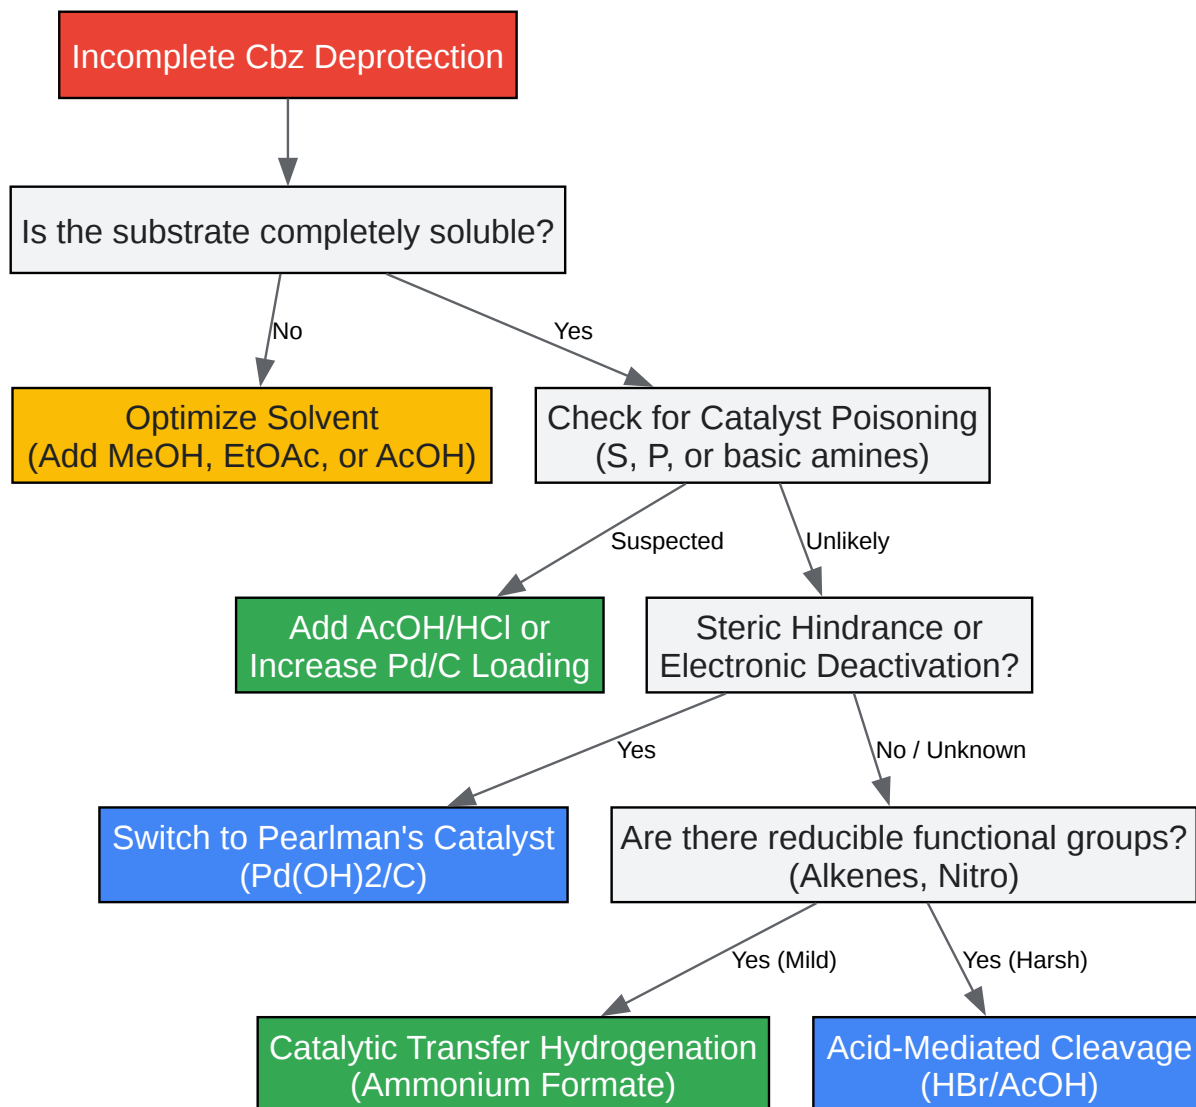 Incomplete Cbz Deprotection
Is the substrate completely soluble?
No
Yes
Optimize Solvent
(Add MeOH, EtOAc, or AcOH)
Check for Catalyst Poisoning
(S, P, or basic amines)
Suspected
Unlikely
Add AcOH/HCl or
Increase Pd/C Loading
Steric Hindrance or
Electronic Deactivation?
Yes
No / Unknown
Switch to Pearlman's Catalyst
(Pd(OH)2/C)
Are there reducible functional groups?
(Alkenes, Nitro)
Yes (Mild)
Yes (Harsh)
Catalytic Transfer Hydrogenation
(Ammonium Formate)
Acid-Mediated Cleavage
(HBr/AcOH)